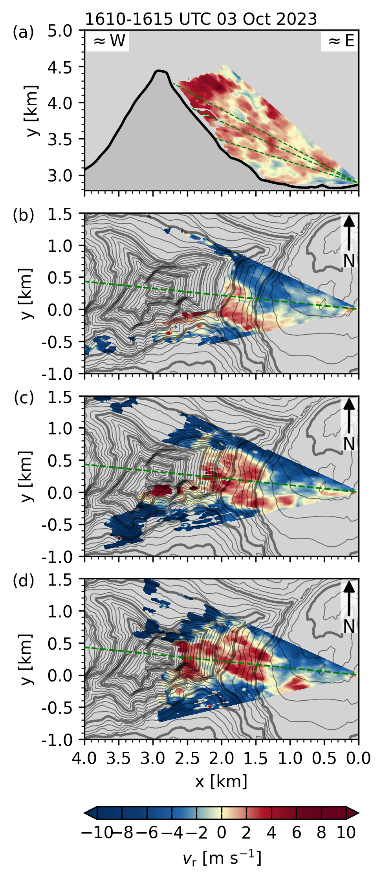 1610-1615 UTC 03 Oct 2023
(a)
≈ W
≈ E
5.0
4.5
4.0
3.5
3.0
y [km]
(b)
1.5
1.0
0.5
0.0
-0.5
-1.0
y [km]
N
(c)
1.5
1.0
0.5
0.0
-0.5
-1.0
y [km]
N
(d)
1.5
1.0
0.5
0.0
-0.5
-1.0
y [km]
N
4.0 3.5 3.0 2.5 2.0 1.5 1.0 0.5 0.0
x [km]
−10−8 −6 −4 −2 0 2 4 6 8 10
vr [m s⁻¹]